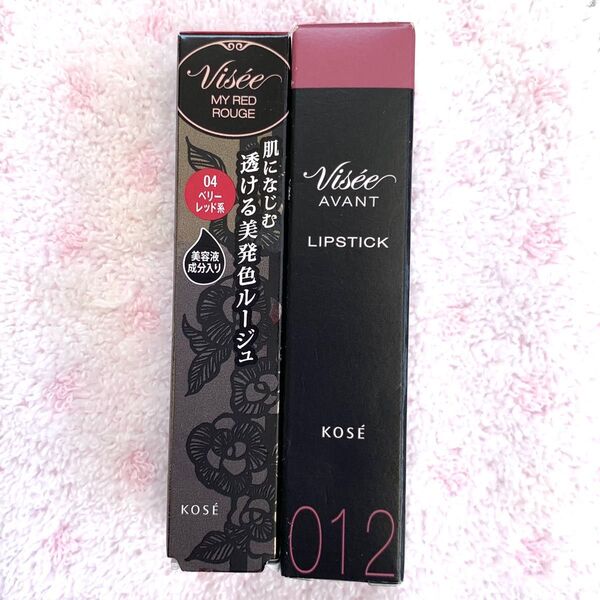 Visée
MY RED
ROUGE
04
ベリー
レッド系
美容液
成分入り
肌になじむ
透ける美発色ルージュ
KOSÉ
Visée
AVANT
LIPSTICK
KOSÉ
012